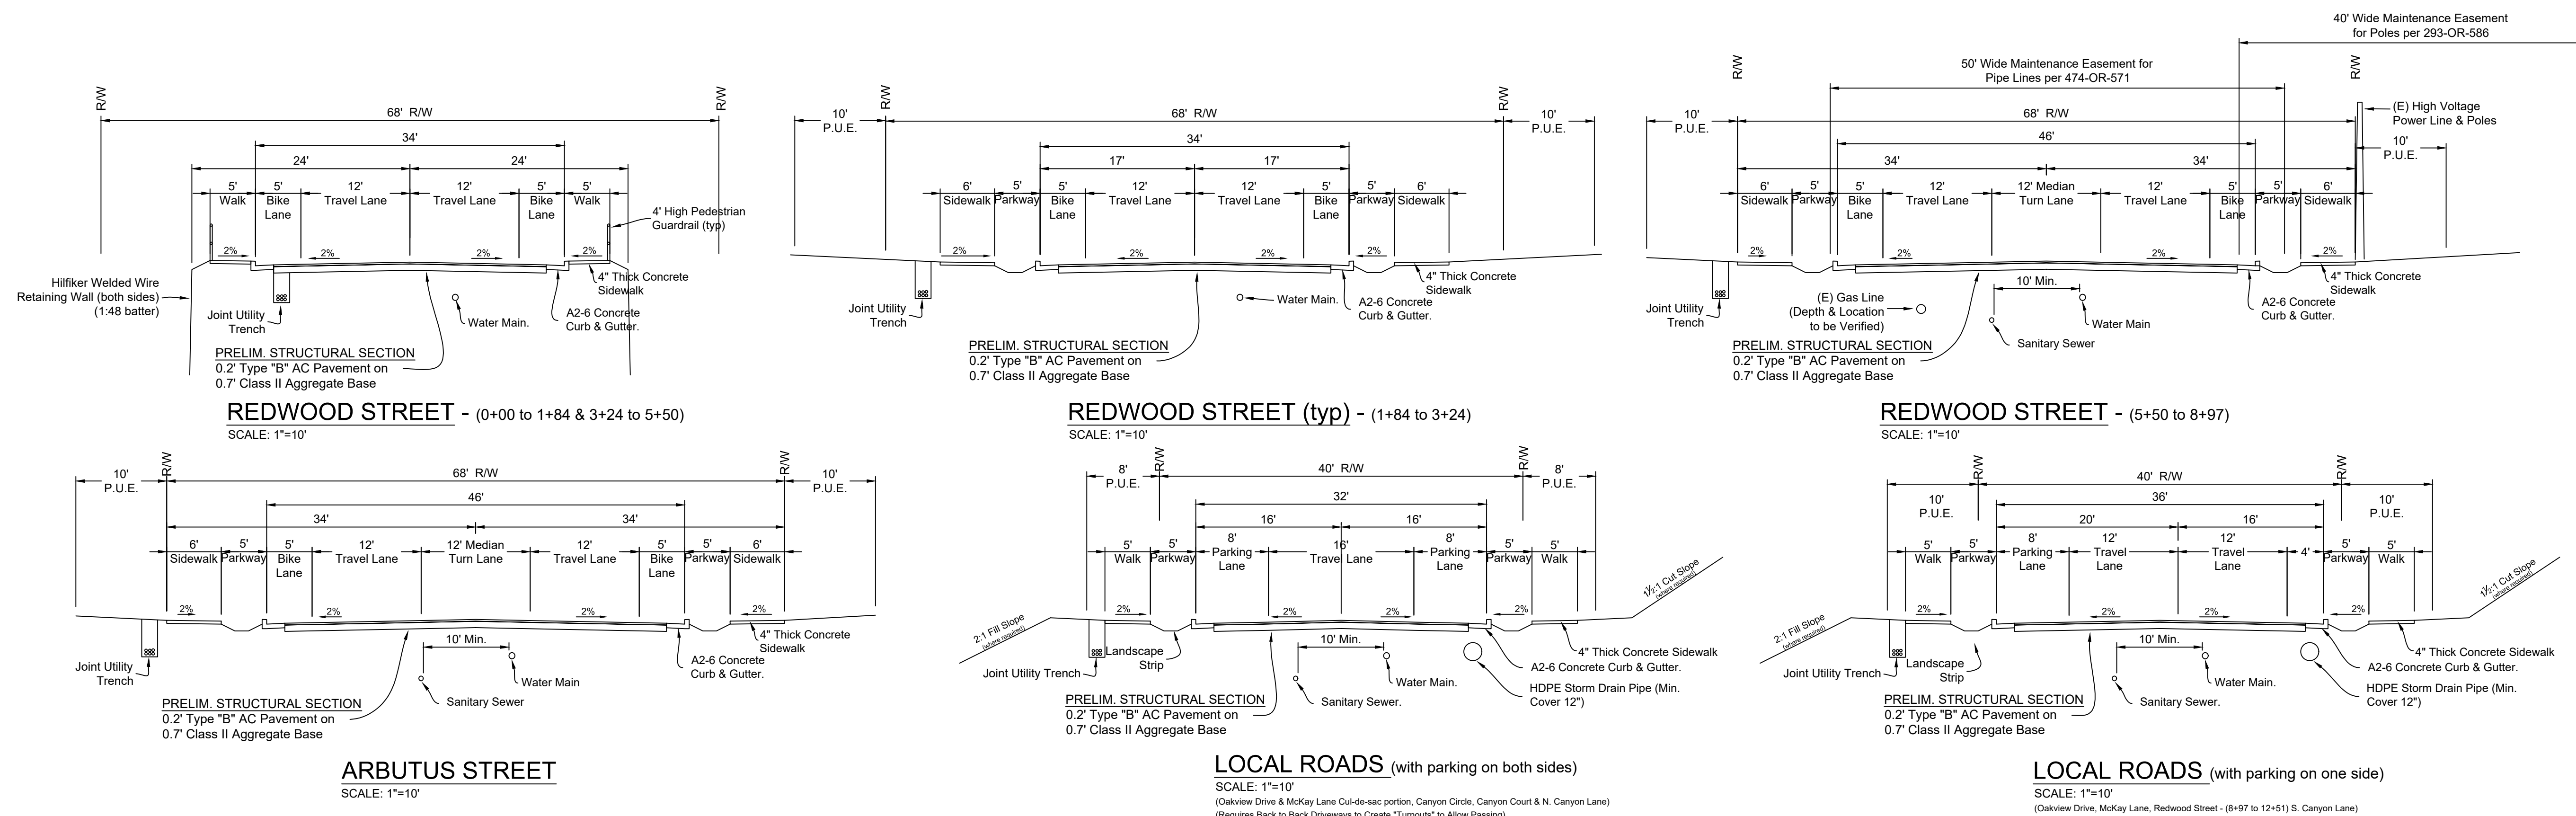 R/W
R/W
68' R/W
34'
24'
24'
5'
Walk
5'
Bike
Lane
12'
Travel Lane
12'
Travel Lane
5'
Bike
Lane
5'
Walk
4' High Pedestrian
Guardrail (typ)
2%
2%
2%
2%
Hilfiker Welded Wire
Retaining Wall (both sides)
(1:48 batter)
4" Thick Concrete
Sidewalk
Joint Utility
Trench
Water Main.
A2-6 Concrete
Curb & Gutter.
PRELIM. STRUCTURAL SECTION
0.2' Type "B" AC Pavement on
0.7' Class II Aggregate Base
REDWOOD STREET - (0+00 to 1+84 & 3+24 to 5+50)
SCALE: 1"=10'
R/W
R/W
10'
P.U.E.
68' R/W
10'
P.U.E.
34'
17'
17'
6'
Sidewalk
5'
Parkway
5'
Bike
Lane
12'
Travel Lane
12'
Travel Lane
5'
Bike
Lane
5'
Parkway
6'
Sidewalk
2%
2%
2%
2%
4" Thick Concrete
Sidewalk
Joint Utility
Trench
Water Main.
A2-6 Concrete
Curb & Gutter.
PRELIM. STRUCTURAL SECTION
0.2' Type "B" AC Pavement on
0.7' Class II Aggregate Base
REDWOOD STREET (typ) - (1+84 to 3+24)
SCALE: 1"=10'
40' Wide Maintenance Easement
for Poles per 293-OR-586
R/W
50' Wide Maintenance Easement for
Pipe Lines per 474-OR-571
R/W
10'
P.U.E.
68' R/W
(E) High Voltage
Power Line & Poles
10'
P.U.E.
46'
34'
34'
6'
Sidewalk
5'
Parkway
5'
Bike
Lane
12'
Travel Lane
12' Median
Turn Lane
12'
Travel Lane
5'
Bike
Lane
5'
Parkway
6'
Sidewalk
2%
2%
2%
2%
4" Thick Concrete
Sidewalk
10' Min.
(E) Gas Line
(Depth & Location
to be Verified)
Joint Utility
Trench
A2-6 Concrete
Curb & Gutter.
Water Main
Sanitary Sewer
PRELIM. STRUCTURAL SECTION
0.2' Type "B" AC Pavement on
0.7' Class II Aggregate Base
REDWOOD STREET - (5+50 to 8+97)
SCALE: 1"=10'
R/W
R/W
10'
P.U.E.
68' R/W
10'
P.U.E.
46'
34'
34'
6'
Sidewalk
5'
Parkway
5'
Bike
Lane
12'
Travel Lane
12' Median
Turn Lane
12'
Travel Lane
5'
Bike
Lane
5'
Parkway
6'
Sidewalk
2%
2%
2%
2%
4" Thick Concrete
Sidewalk
10' Min.
Joint Utility
Trench
A2-6 Concrete
Curb & Gutter.
Water Main
Sanitary Sewer
PRELIM. STRUCTURAL SECTION
0.2' Type "B" AC Pavement on
0.7' Class II Aggregate Base
ARBUTUS STREET
SCALE: 1"=10'
R/W
R/W
8'
P.U.E.
40' R/W
8'
P.U.E.
32'
16'
16'
5'
Walk
5'
Parkway
8'
Parking
Lane
16'
Travel Lane
8'
Parking
Lane
5'
Parkway
5'
Walk
2:1 Fill Slope
(where required)
1½:1 Cut Slope
(where required)
2%
2%
2%
2%
10' Min.
Landscape
Strip
Joint Utility Trench
4" Thick Concrete Sidewalk
A2-6 Concrete Curb & Gutter.
Water Main.
HDPE Storm Drain Pipe (Min.
Cover 12")
Sanitary Sewer.
PRELIM. STRUCTURAL SECTION
0.2' Type "B" AC Pavement on
0.7' Class II Aggregate Base
LOCAL ROADS (with parking on both sides)
SCALE: 1"=10'
(Oakview Drive & McKay Lane Cul-de-sac portion, Canyon Circle, Canyon Court & N. Canyon Lane)
(Requires Back to Back Driveways to Create "Turnouts" to Allow Passing)
R/W
R/W
40' R/W
10'
P.U.E.
10'
P.U.E.
36'
20'
16'
5'
Walk
5'
Parkway
8'
Parking
Lane
12'
Travel
Lane
12'
Travel
Lane
4'
5'
Parkway
5'
Walk
2:1 Fill Slope
(where required)
1½:1 Cut Slope
(where required)
2%
2%
2%
2%
10' Min.
Landscape
Strip
Joint Utility Trench
4" Thick Concrete Sidewalk
A2-6 Concrete Curb & Gutter.
Water Main.
HDPE Storm Drain Pipe (Min.
Cover 12")
Sanitary Sewer.
PRELIM. STRUCTURAL SECTION
0.2' Type "B" AC Pavement on
0.7' Class II Aggregate Base
LOCAL ROADS (with parking on one side)
SCALE: 1"=10'
(Oakview Drive, McKay Lane, Redwood Street - (8+97 to 12+51) S. Canyon Lane)